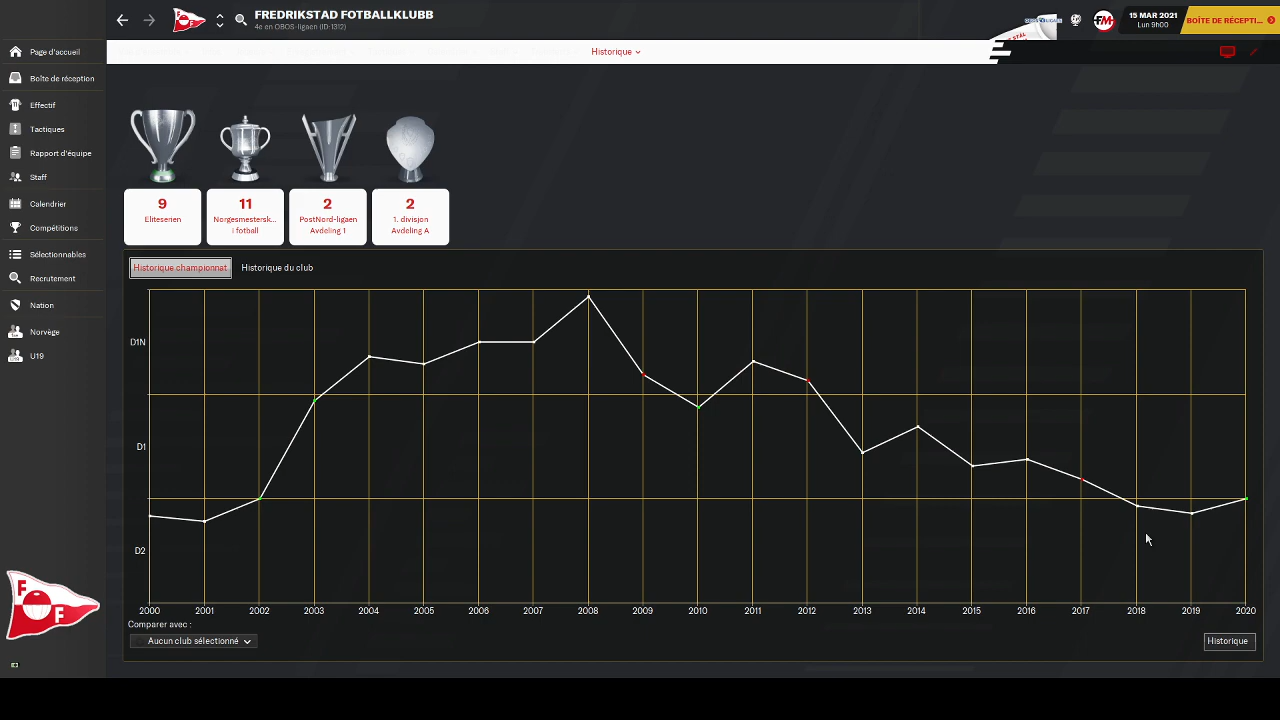 FREDRIKSTAD FOTBALLKLUBB
4e en OBOS-ligaen (ID:1312)
15 MAR 2021
Lun 9h00
BOÎTE DE RÉCEPTI...
FM
Historique
Page d'accueil
Boîte de réception
Effectif
Tactiques
Rapport d'équipe
Staff
Calendrier
Compétitions
Sélectionnables
Recrutement
Nation
Norvège
U19
9
Eliteserien
11
Norgesmestersk...
i fotball
2
PostNord-ligaen
Avdeling 1
2
1. divisjon
Avdeling A
Historique championnat
Historique du club
D1N
D1
D2
2000 2001 2002 2003 2004 2005 2006 2007 2008 2009 2010 2011 2012 2013 2014 2015 2016 2017 2018 2019 2020
Comparer avec :
Aucun club sélectionné
Historique
F F F